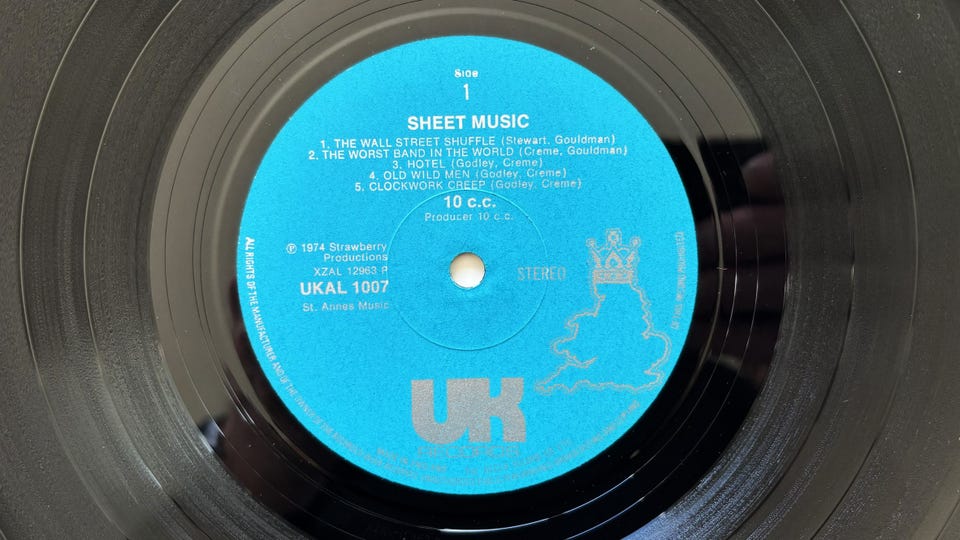 Side
1
SHEET MUSIC
1. THE WALL STREET SHUFFLE (Stewart, Gouldman)
2. THE WORST BAND IN THE WORLD (Creme, Gouldman)
3. HOTEL (Godley, Creme)
4. OLD WILD MEN (Godley, Creme)
5. CLOCKWORK CREEP (Godley, Creme)
10 c.c.
Producer 10 c.c.
℗ 1974 Strawberry
Productions
XZAL 12963 P
UKAL 1007
St. Annes Music
STEREO
UK
ALL RIGHTS OF THE MANUFACTURER AND OF THE OWNER OF THE